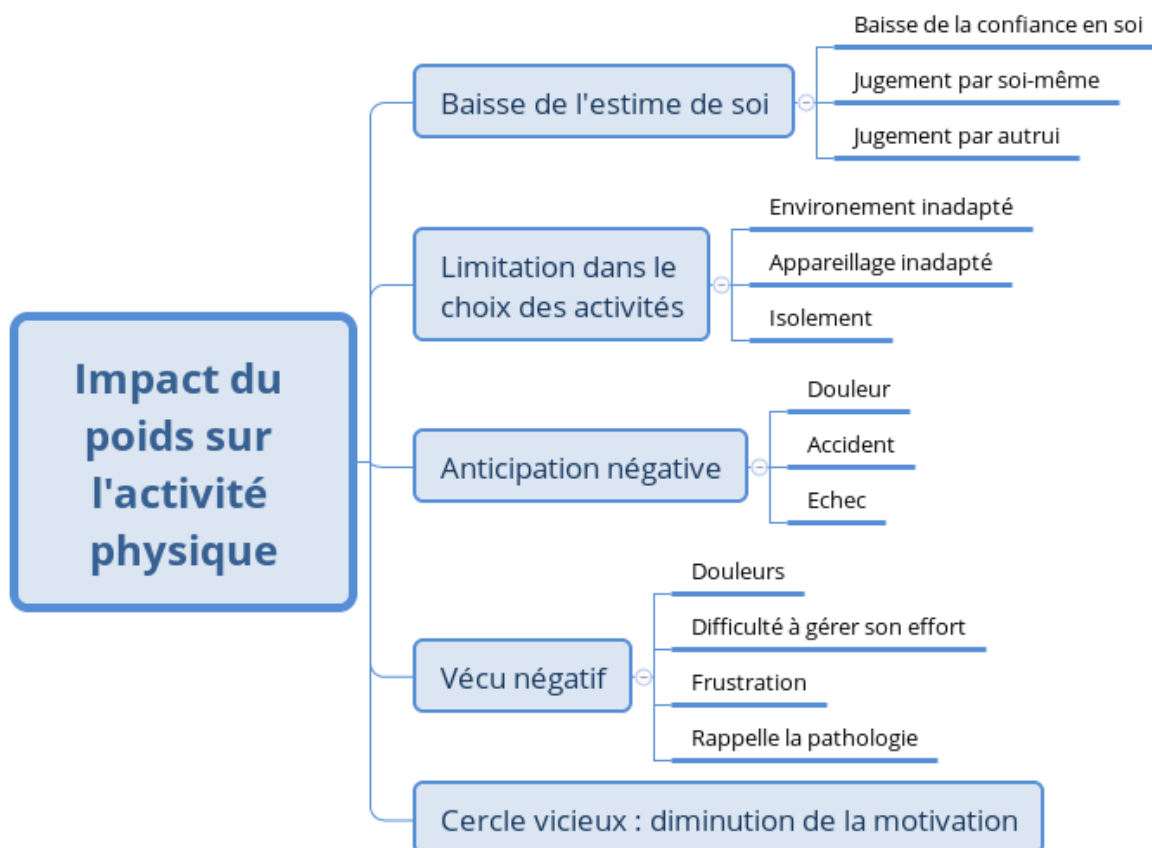 Impact du
poids sur
l'activité
physique
Baisse de l'estime de soi
Baisse de la confiance en soi
Jugement par soi-même
Jugement par autrui
Limitation dans le
choix des activités
Environement inadapté
Appareillage inadapté
Isolement
Anticipation négative
Douleur
Accident
Echec
Vécu négatif
Douleurs
Difficulté à gérer son effort
Frustration
Rappelle la pathologie
Cercle vicieux : diminution de la motivation